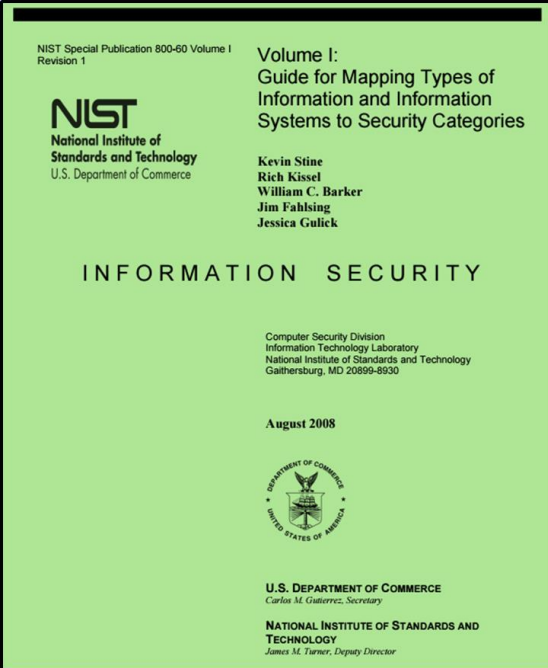 NIST Special Publication 800-60 Volume I
Revision 1
NIST
National Institute of
Standards and Technology
U.S. Department of Commerce
Volume I:
Guide for Mapping Types of
Information and Information
Systems to Security Categories
Kevin Stine
Rich Kissel
William C. Barker
Jim Fahlsing
Jessica Gulick
INFORMATION SECURITY
Computer Security Division
Information Technology Laboratory
National Institute of Standards and Technology
Gaithersburg, MD 20899-8930
August 2008
DEPARTMENT OF COMMERCE
UNITED STATES OF AMERICA
U.S. DEPARTMENT OF COMMERCE
Carlos M. Gutierrez, Secretary
NATIONAL INSTITUTE OF STANDARDS AND
TECHNOLOGY
James M. Turner, Deputy Director